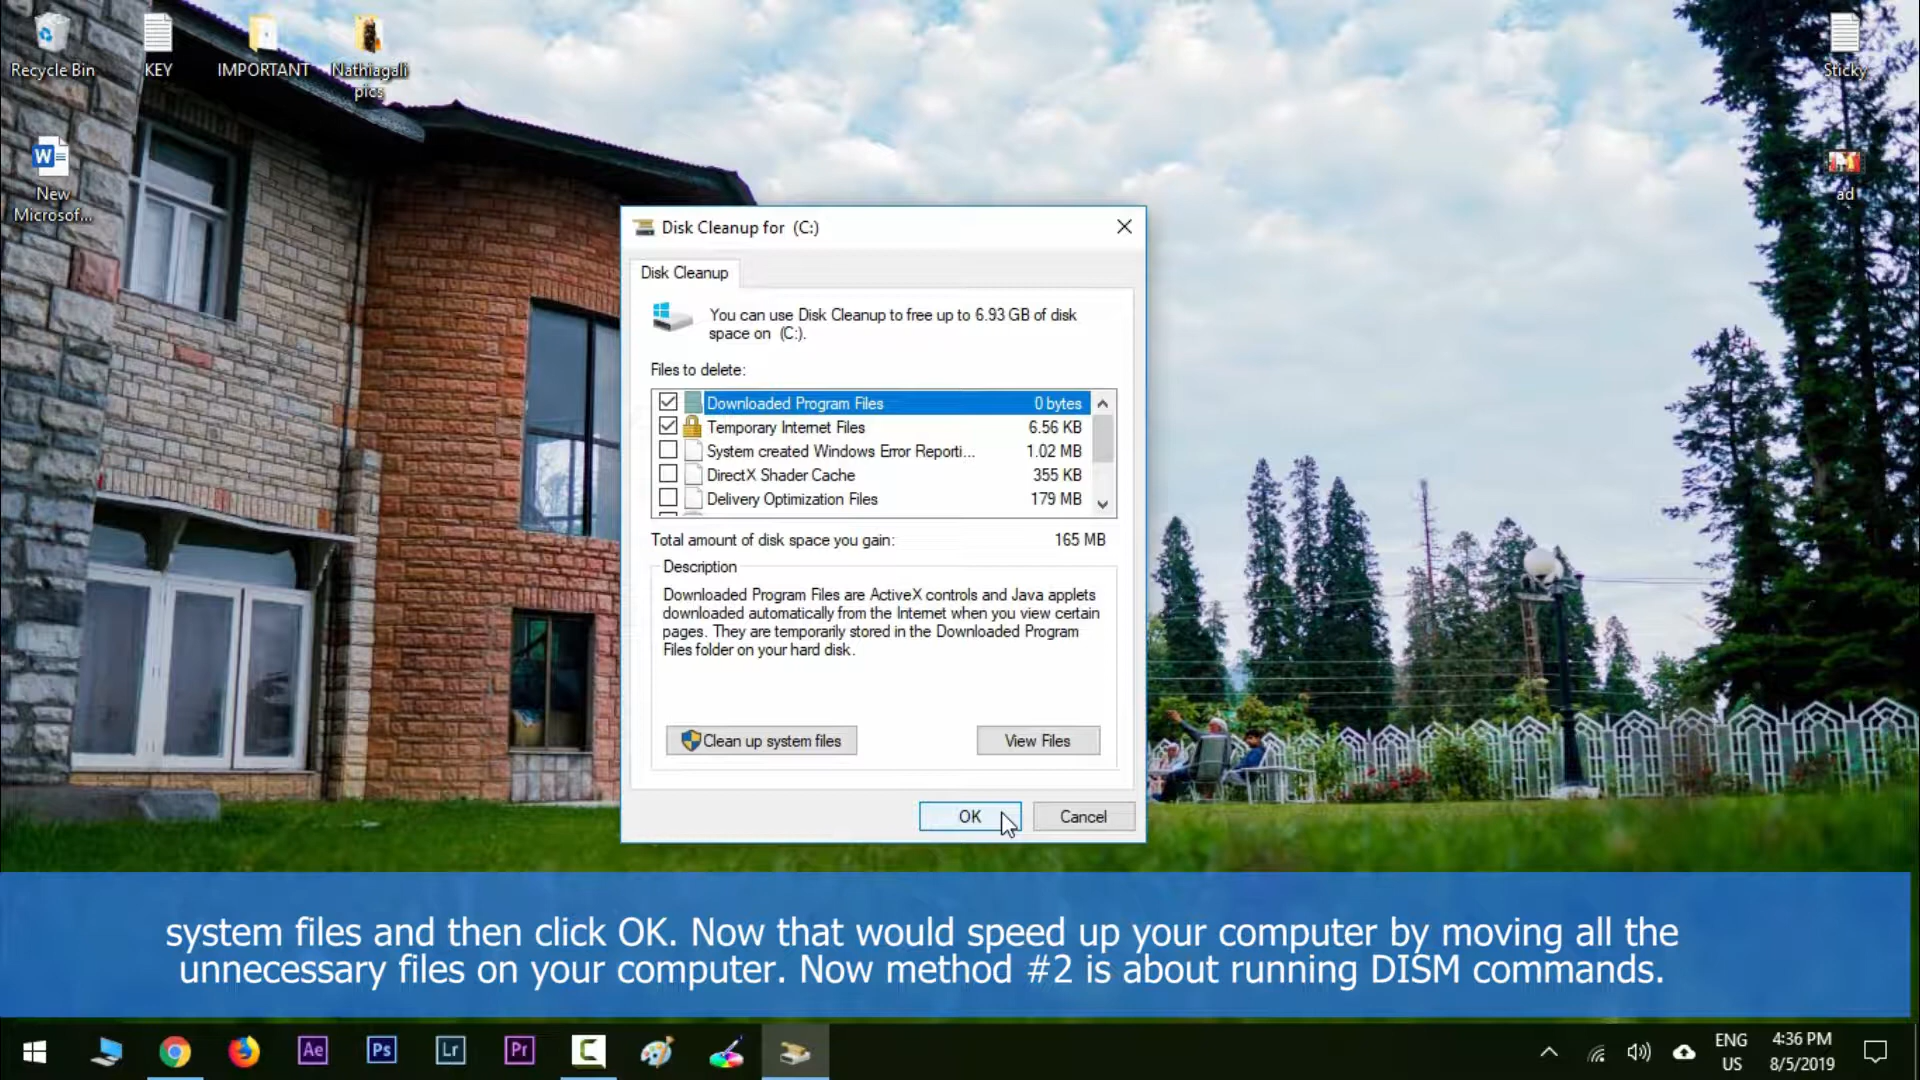 Recycle Bin
KEY
IMPORTANT
Nathiagali
pics
Sticky
New
Microsof...
ad
Disk Cleanup for (C:)
Disk Cleanup
You can use Disk Cleanup to free up to 6.93 GB of disk
space on (C:).
Files to delete:
Downloaded Program Files 0 bytes
Temporary Internet Files 6.56 KB
System created Windows Error Reporti... 1.02 MB
DirectX Shader Cache 355 KB
Delivery Optimization Files 179 MB
Total amount of disk space you gain: 165 MB
Description
Downloaded Program Files are ActiveX controls and Java applets
downloaded automatically from the Internet when you view certain
pages. They are temporarily stored in the Downloaded Program
Files folder on your hard disk.
Clean up system files View Files
OK Cancel
system files and then click OK. Now that would speed up your computer by moving all the
unnecessary files on your computer. Now method #2 is about running DISM commands.
Ae Ps Lr Pr
ENG
US
4:36 PM
8/5/2019